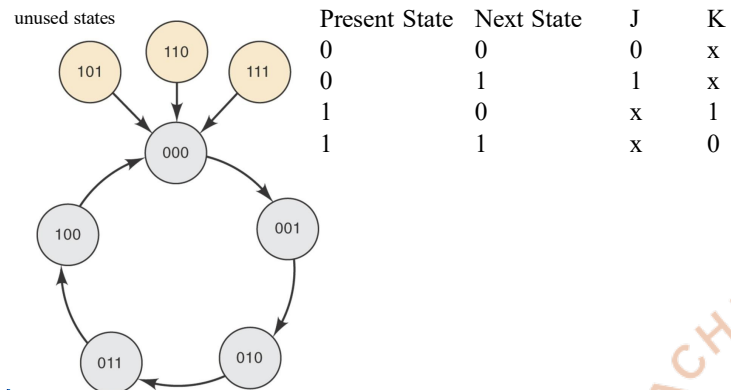 unused states
101
110
111
000
100
001
011
010
Present State Next State J K
0 0 0 x
0 1 1 x
1 0 x 1
1 1 x 0
ACH